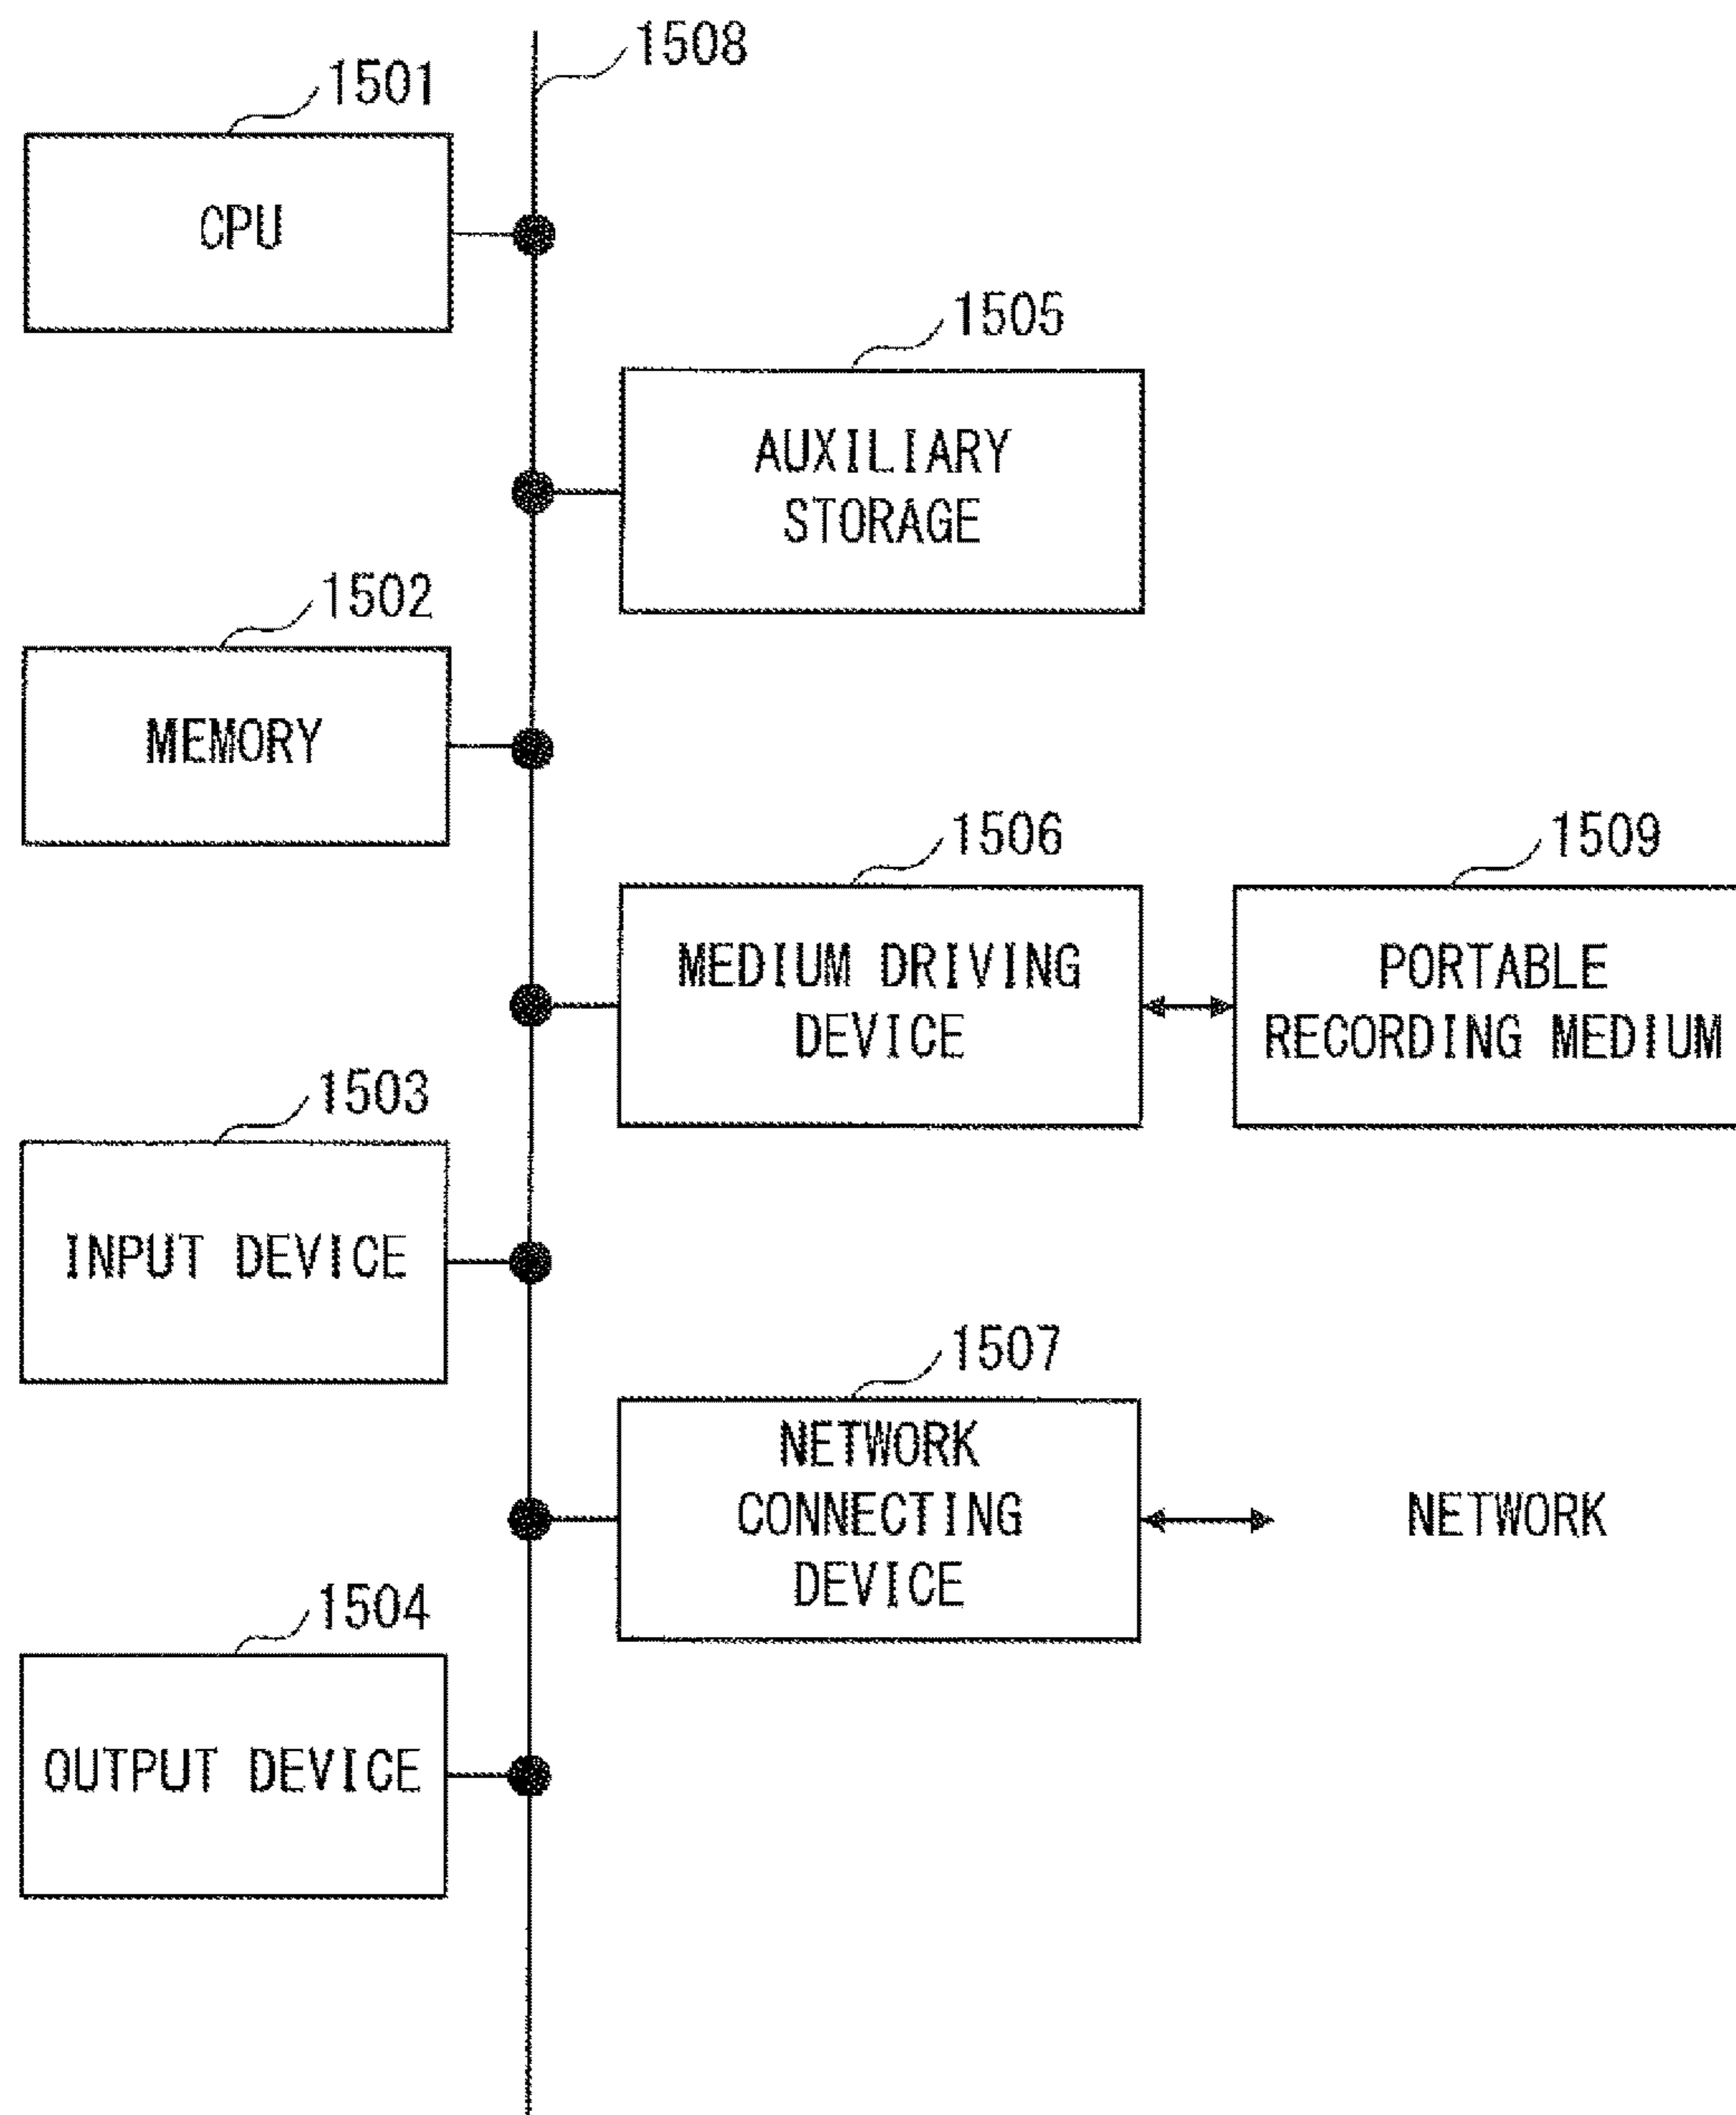 1508
1501
CPU
1505
AUXILIARY
STORAGE
1502
MEMORY
1506
1509
MEDIUM DRIVING
DEVICE
PORTABLE
RECORDING MEDIUM
1503
INPUT DEVICE
1507
NETWORK
CONNECTING
DEVICE
NETWORK
1504
OUTPUT DEVICE